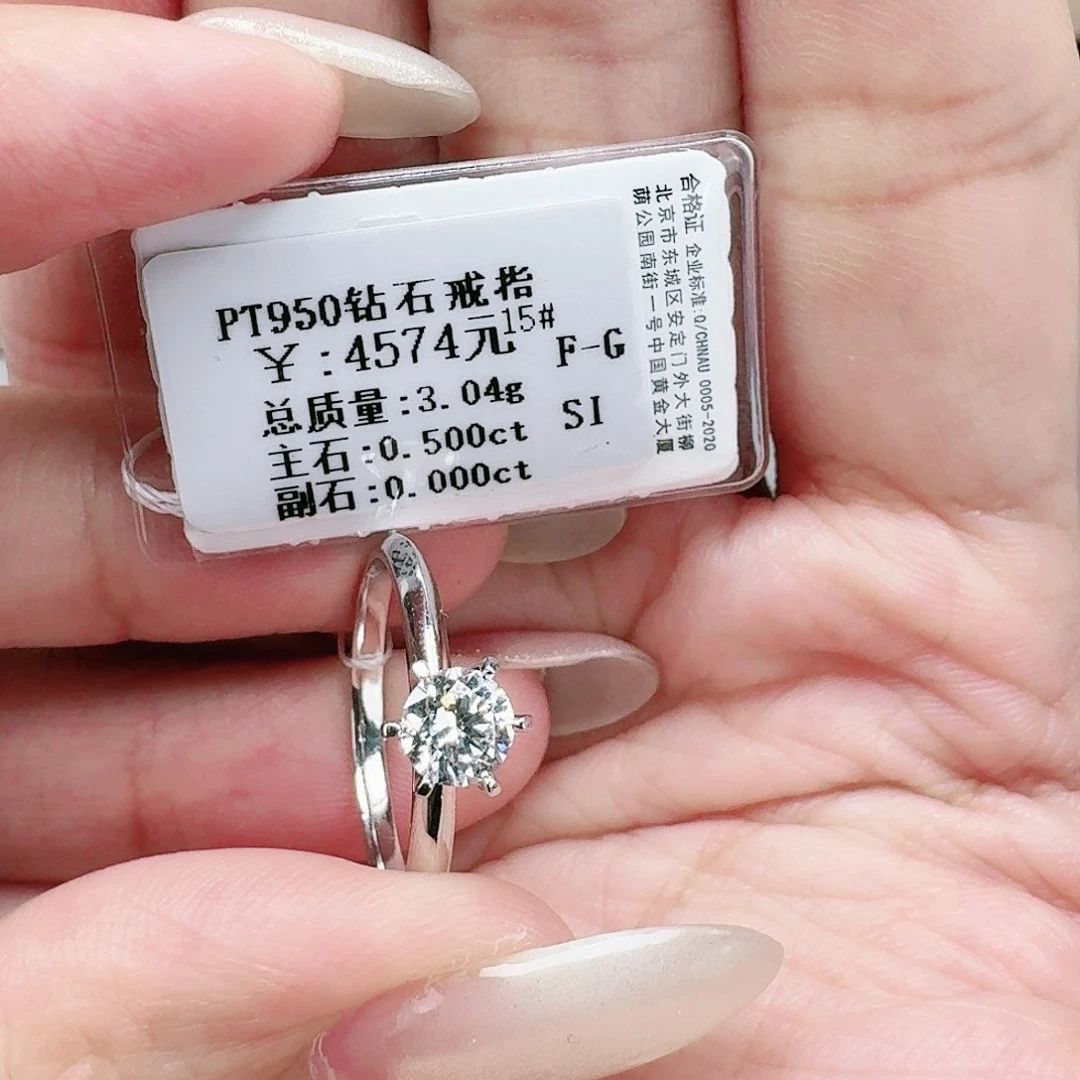 PT950钻石戒指
15#
￥:4574元
F-G
总质量:3.04g
SI
主石:0.500ct
副石:0.000ct
合格证 企业标准:Q/CHNAU 0005-2020
北京市东城区安定门外大街柳
荫公园南街一号中国黄金大厦